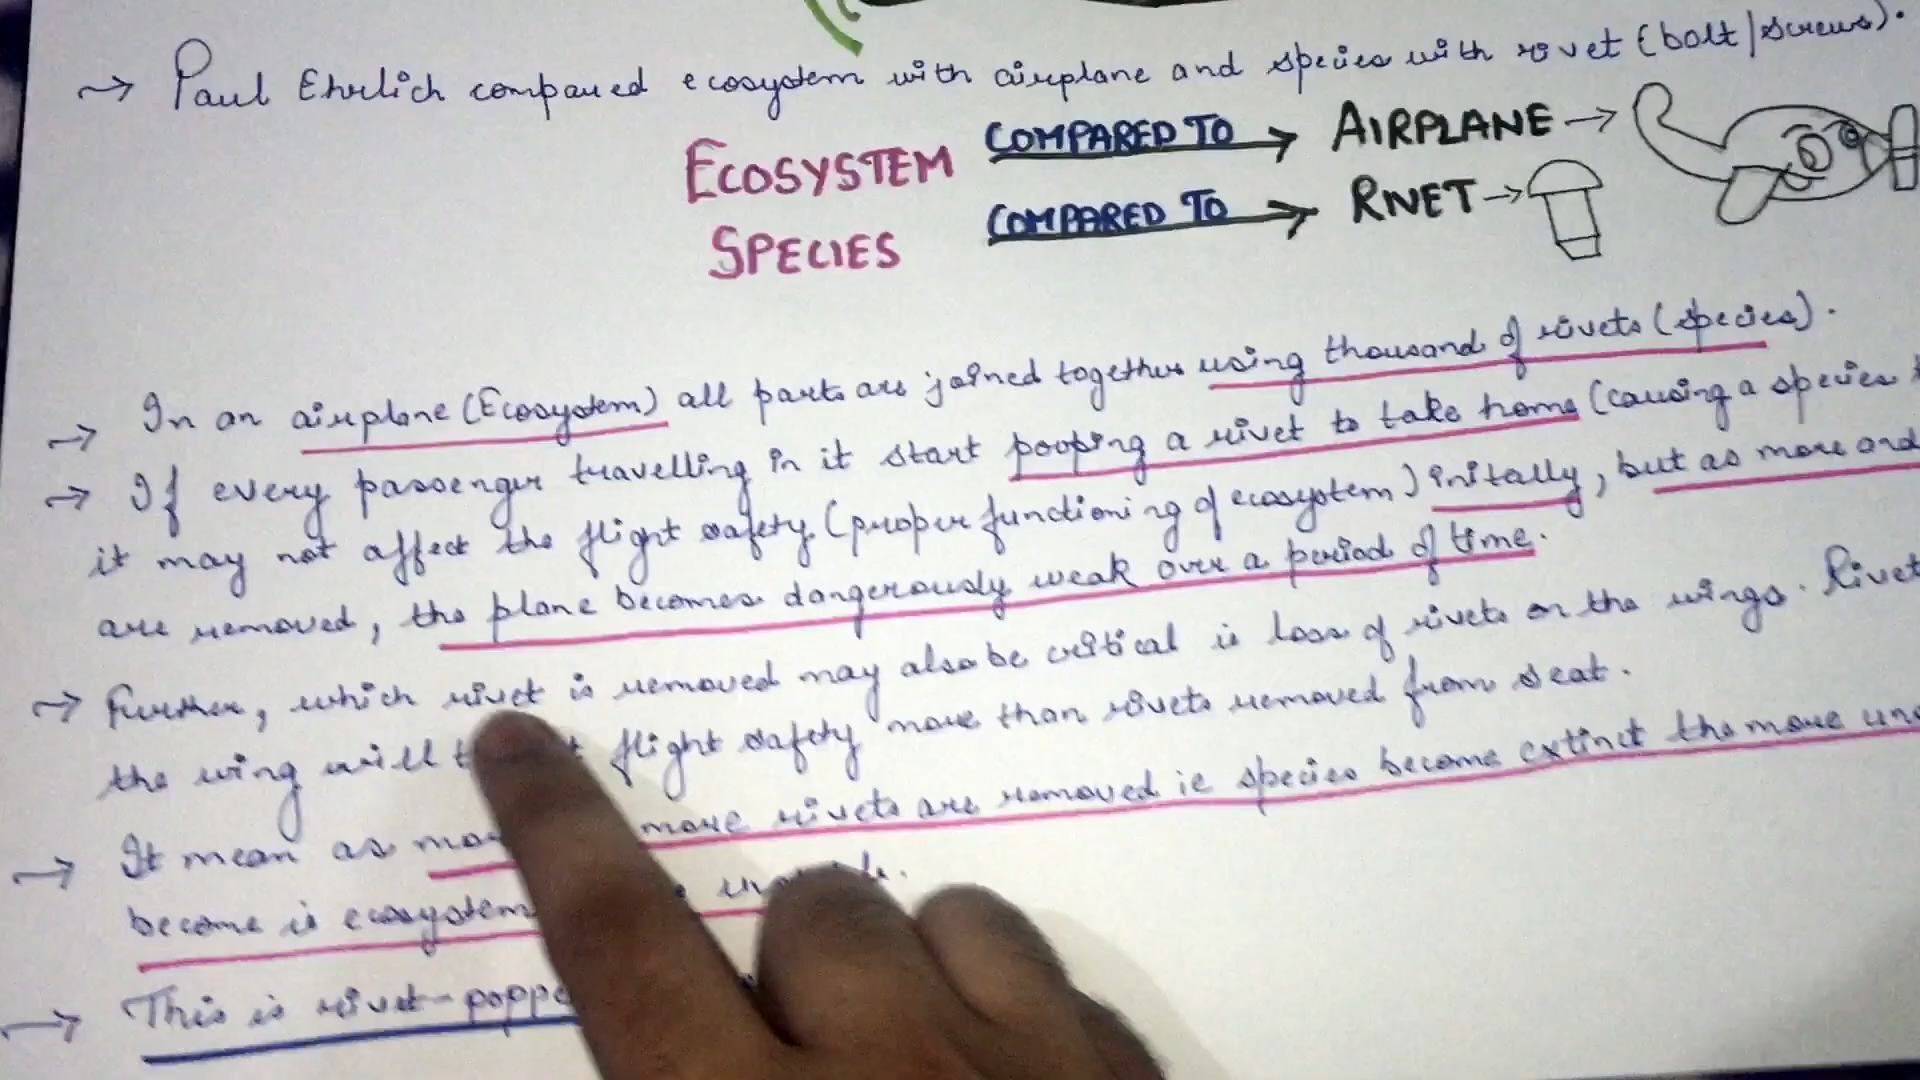 → Paul Ehrlich compared ecosystem with airplane and species with rivet (bolt/screws).
ECOSYSTEM COMPARED TO → AIRPLANE →
SPECIES COMPARED TO → RIVET →
→ In an airplane (Ecosystem) all parts are joined together using thousand of rivets (species).
→ If every passenger travelling in it start pooping a rivet to take home (causing a species
it may not affect the flight safety (proper functioning of ecosystem) initally, but as more and
are removed, the plane becomes dangerously weak over a period of time.
→ Further, which rivet is removed may also be critical ie loss of rivets on the wings. Rivet
the wing will flight safety more than rivets removed from seat.
→ It mean as more rivets are removed ie species become extinct the more
become ie ecosystem
→ This is rivet-